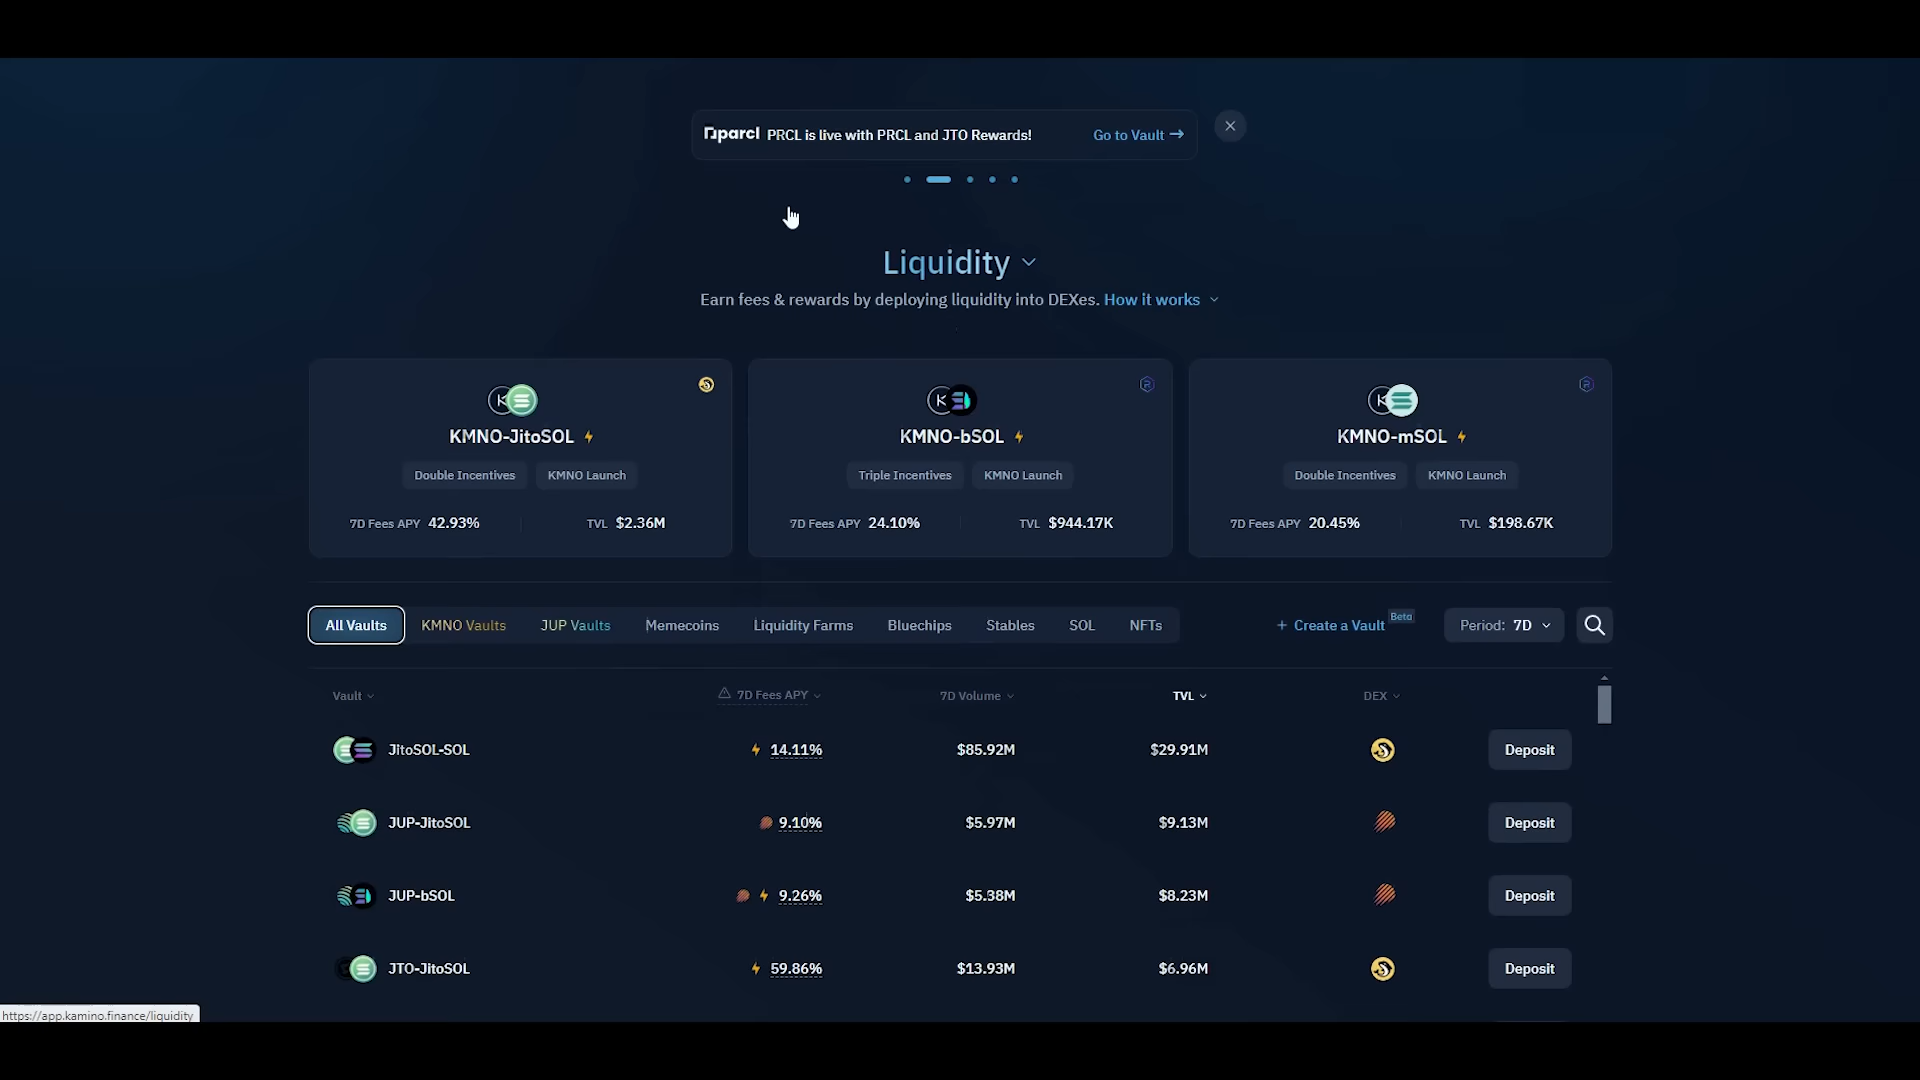 parcl PRCL is live with PRCL and JTO Rewards! Go to Vault →
Liquidity
Earn fees & rewards by deploying liquidity into DEXes. How it works
KMNO-JitoSOL
Double Incentives KMNO Launch
7D Fees APY 42.93% TVL $2.36M
KMNO-bSOL
Triple Incentives KMNO Launch
7D Fees APY 24.10% TVL $944.17K
KMNO-mSOL
Double Incentives KMNO Launch
7D Fees APY 20.45% TVL $198.67K
All Vaults KMNO Vaults JUP Vaults Memecoins Liquidity Farms Bluechips Stables SOL NFTs + Create a Vault Beta Period: 7D
Vault 7D Fees APY 7D Volume TVL DEX
JitoSOL-SOL 14.11% $85.92M $29.91M Deposit
JUP-JitoSOL 9.10% $5.97M $9.13M Deposit
JUP-bSOL 9.26% $5.38M $8.23M Deposit
JTO-JitoSOL 59.86% $13.93M $6.96M Deposit
https://app.kamino.finance/liquidity